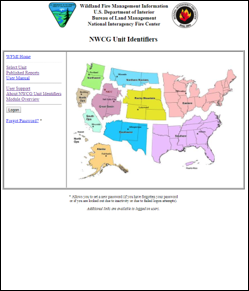 Wildland Fire Management Information
U.S. Department of Interior
Bureau of Land Management
National Interagency Fire Center
NWCG Unit Identifiers
WFMI Home
Select Unit
Published Reports
User Manual
User Support
About NWCG Unit Identifiers
Module Overview
Login
Forgot Password? *
* Allows you to set a new password (if you have forgotten your password
or if you are locked out due to inactivity or due to failed logon attempts).
Additional links are available to logged-in users.